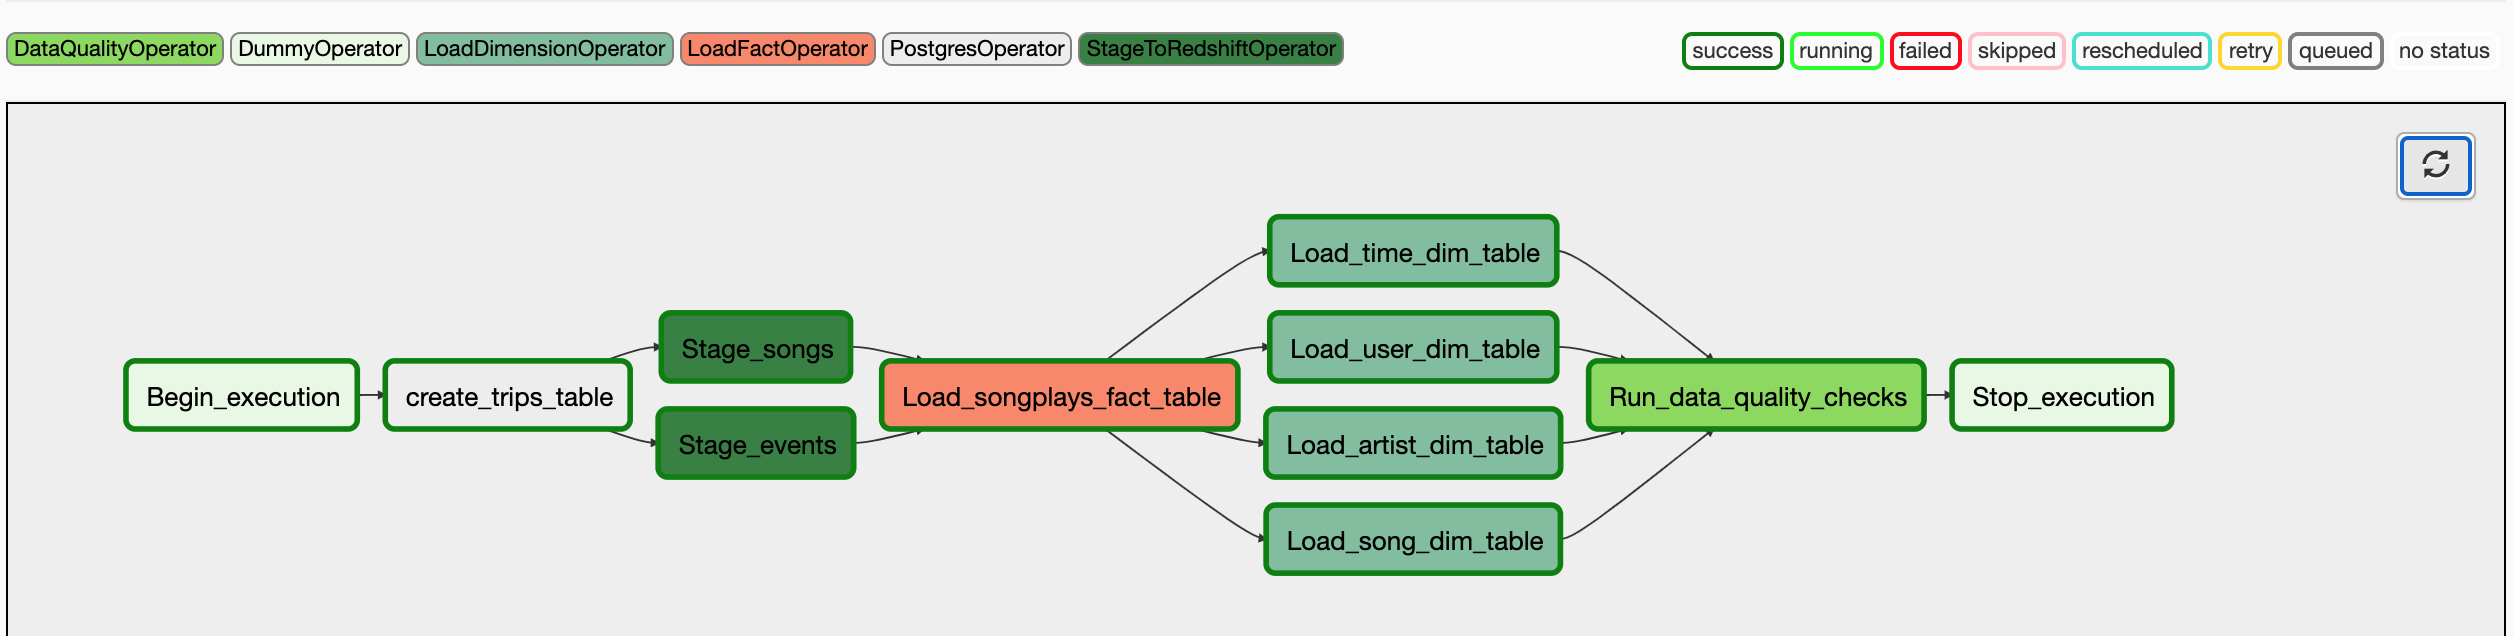 DataQualityOperator DummyOperator LoadDimensionOperator LoadFactOperator PostgresOperator StageToRedshiftOperator success running failed skipped rescheduled retry queued no status
Load_time_dim_table
Stage_songs Load_user_dim_table
Begin_execution create_trips_table Load_songplays_fact_table Run_data_quality_checks Stop_execution
Stage_events Load_artist_dim_table
Load_song_dim_table